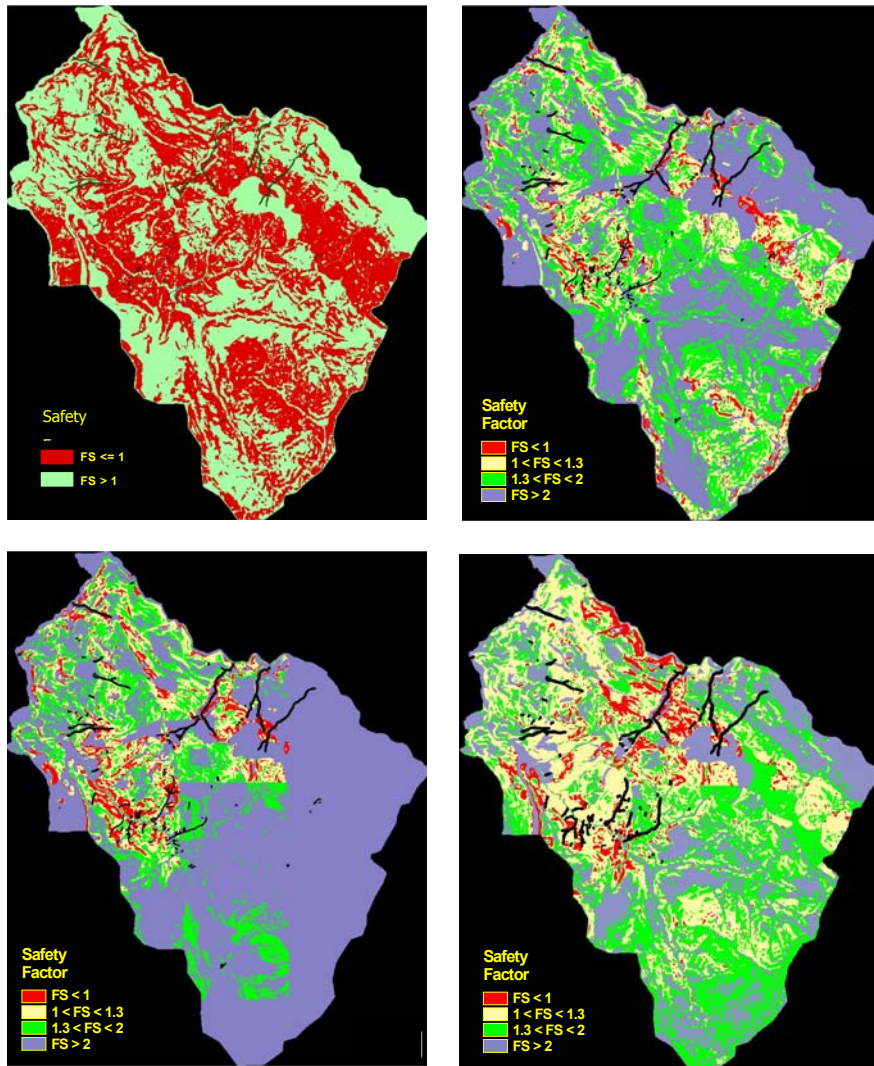 Safety
FS <= 1
FS > 1
Safety
Factor
FS < 1
1 < FS < 1.3
1.3 < FS < 2
FS > 2
Safety
Factor
FS < 1
1 < FS < 1.3
1.3 < FS < 2
FS > 2
Safety
Factor
FS < 1
1 < FS < 1.3
1.3 < FS < 2
FS > 2